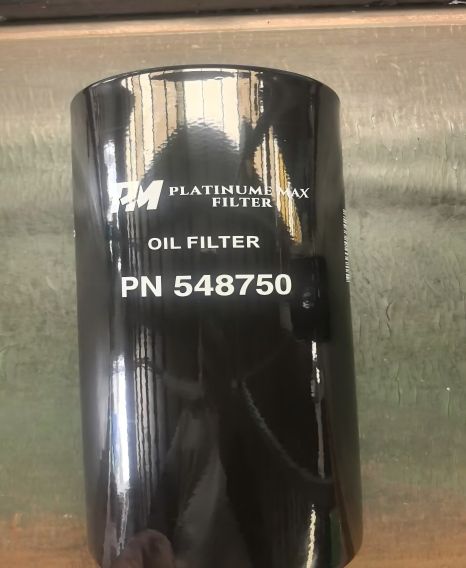 PM PLATINUME MAX
FILTER
OIL FILTER
PN 548750